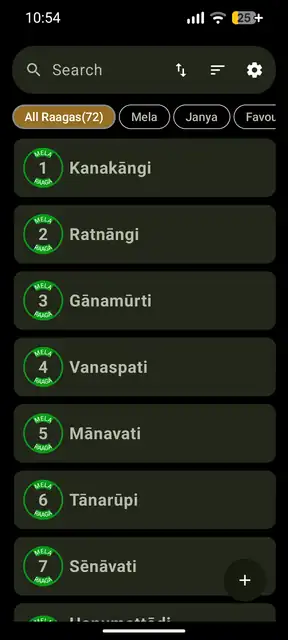 10:54
25+
Search
All Raagas(72) Mela Janya Favou
MELA
1 Kanakāngi
RAAGA
MELA
2 Ratnāngi
RAAGA
MELA
3 Gānamūrti
RAAGA
MELA
4 Vanaspati
RAAGA
MELA
5 Mānavati
RAAGA
MELA
6 Tānarūpi
RAAGA
MELA
7 Sēnāvati
RAAGA
+
MELA
Hanumattōdi